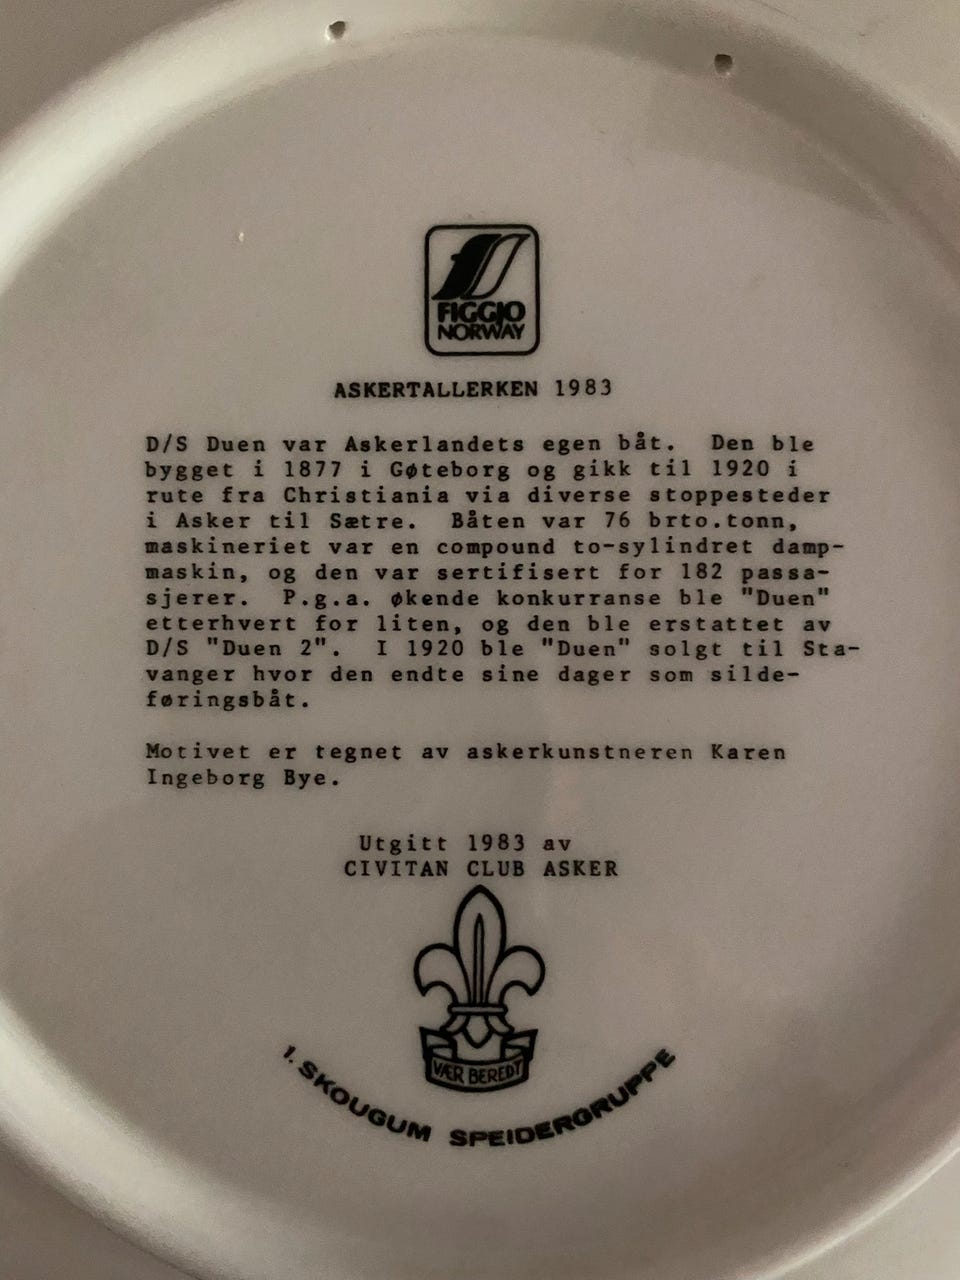 FIGGJO
NORWAY
ASKERTALLERKEN 1983
D/S Duen var Askerlandets egen båt. Den ble
bygget i 1877 i Gøteborg og gikk til 1920 i
rute fra Christiania via diverse stoppesteder
i Asker til Sætre. Båten var 76 brto.tonn,
maskineriet var en compound to-sylindret damp-
maskin, og den var sertifisert for 182 passa-
sjerer. P.g.a. økende konkurranse ble "Duen"
etterhvert for liten, og den ble erstattet av
D/S "Duen 2". I 1920 ble "Duen" solgt til Sta-
vanger hvor den endte sine dager som silde-
føringsbåt.
Motivet er tegnet av askerkunstneren Karen
Ingeborg Bye.
Utgitt 1983 av
CIVITAN CLUB ASKER
VÆR BEREDT
1. SKOUGUM SPEIDERGRUPPE